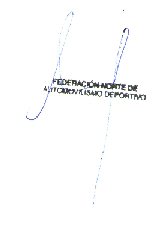 FEDERACIÓN NORTE DE
AUTOMOVILISMO DEPORTIVO